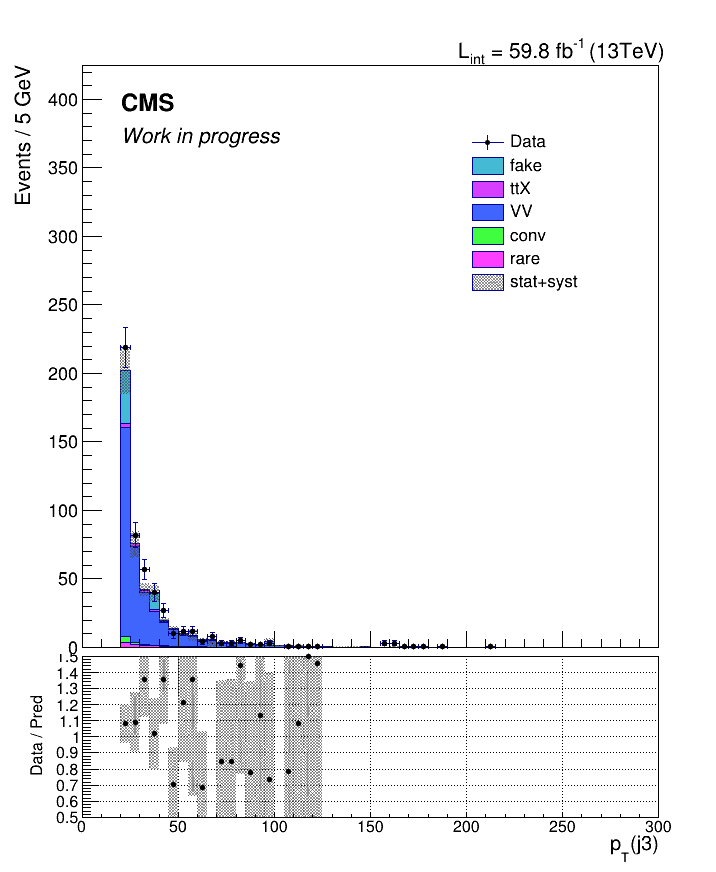 L_int = 59.8 fb^-1 (13TeV)
CMS
Work in progress
Events / 5 GeV
400
350
300
250
200
150
100
50
0
Data
fake
ttX
VV
conv
rare
stat+syst
Data / Pred
1.5
1.4
1.3
1.2
1.1
1
0.9
0.8
0.7
0.6
0.5
0 50 100 150 200 250 300
p_T(j3)